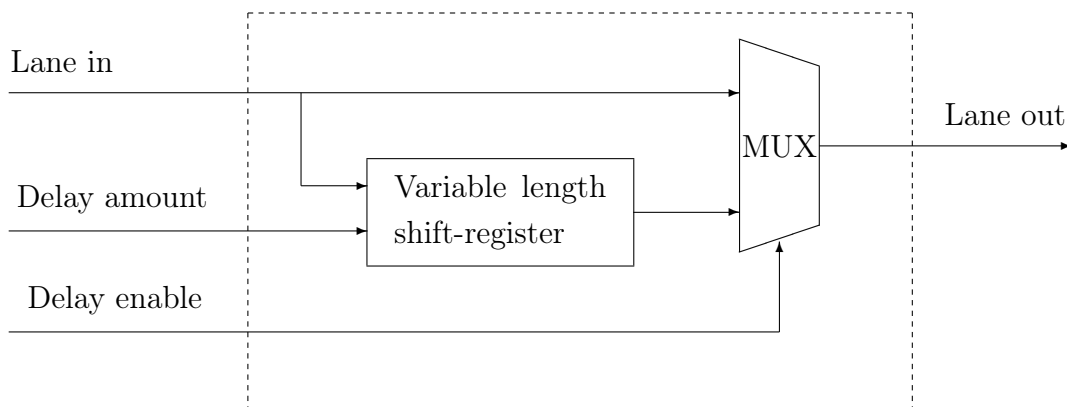 Lane in
Lane out
MUX
Delay amount
Variable length
shift-register
Delay enable